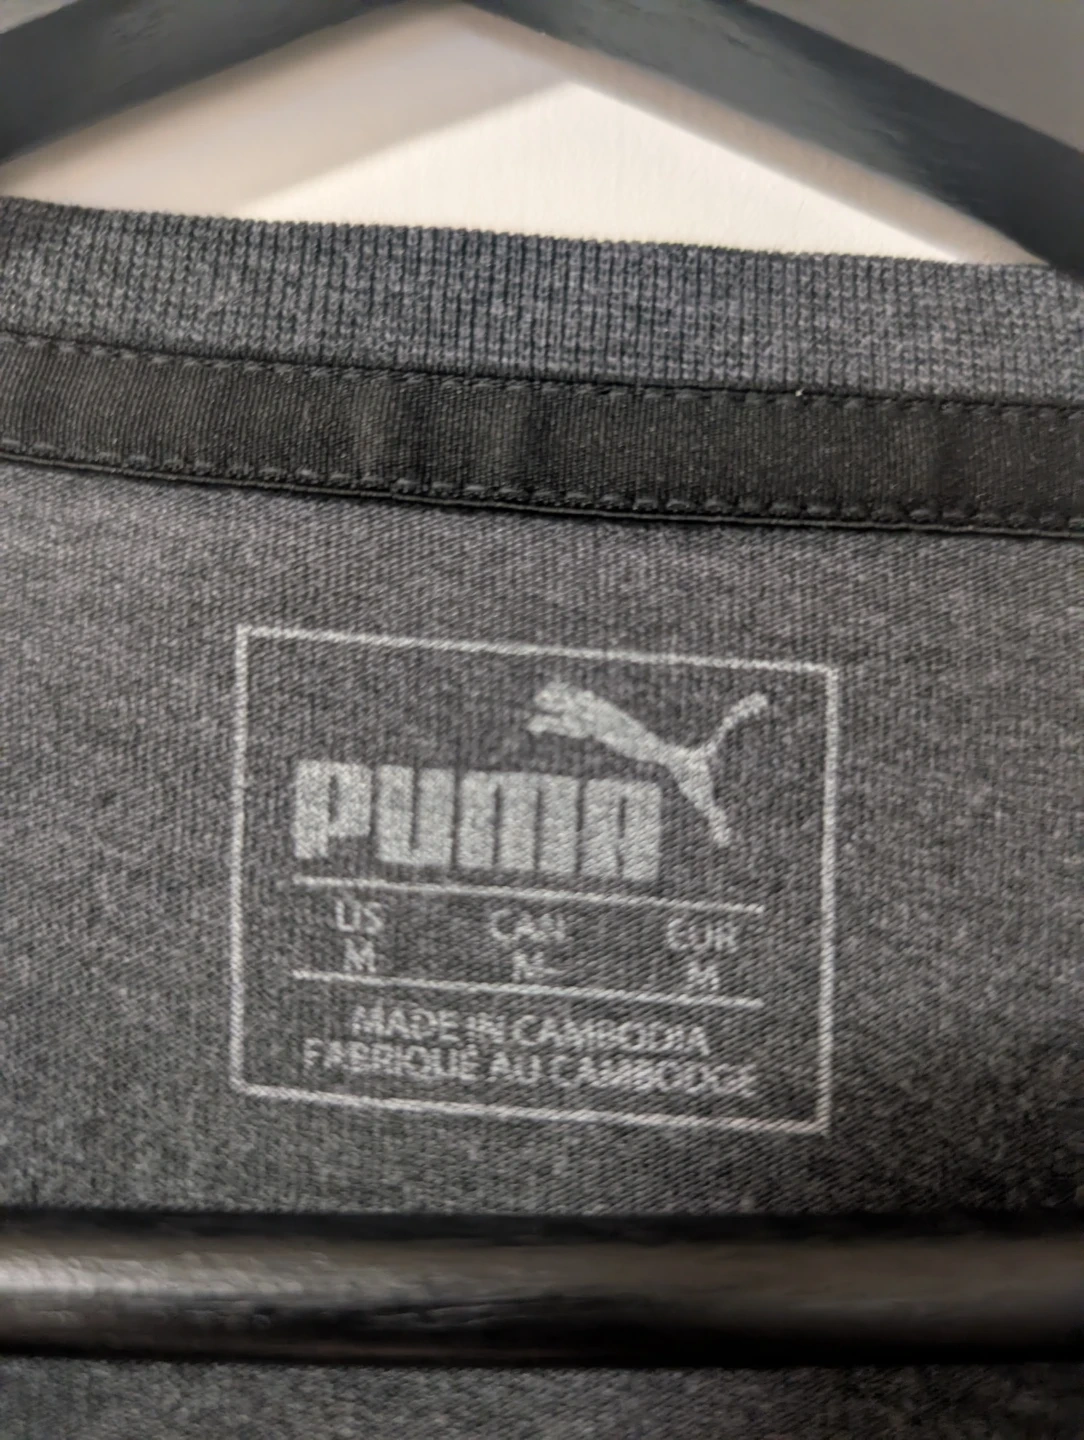 PUMA
US CAN EUR
M M M
MADE IN CAMBODIA
FABRIQUÉ AU CAMBODGE